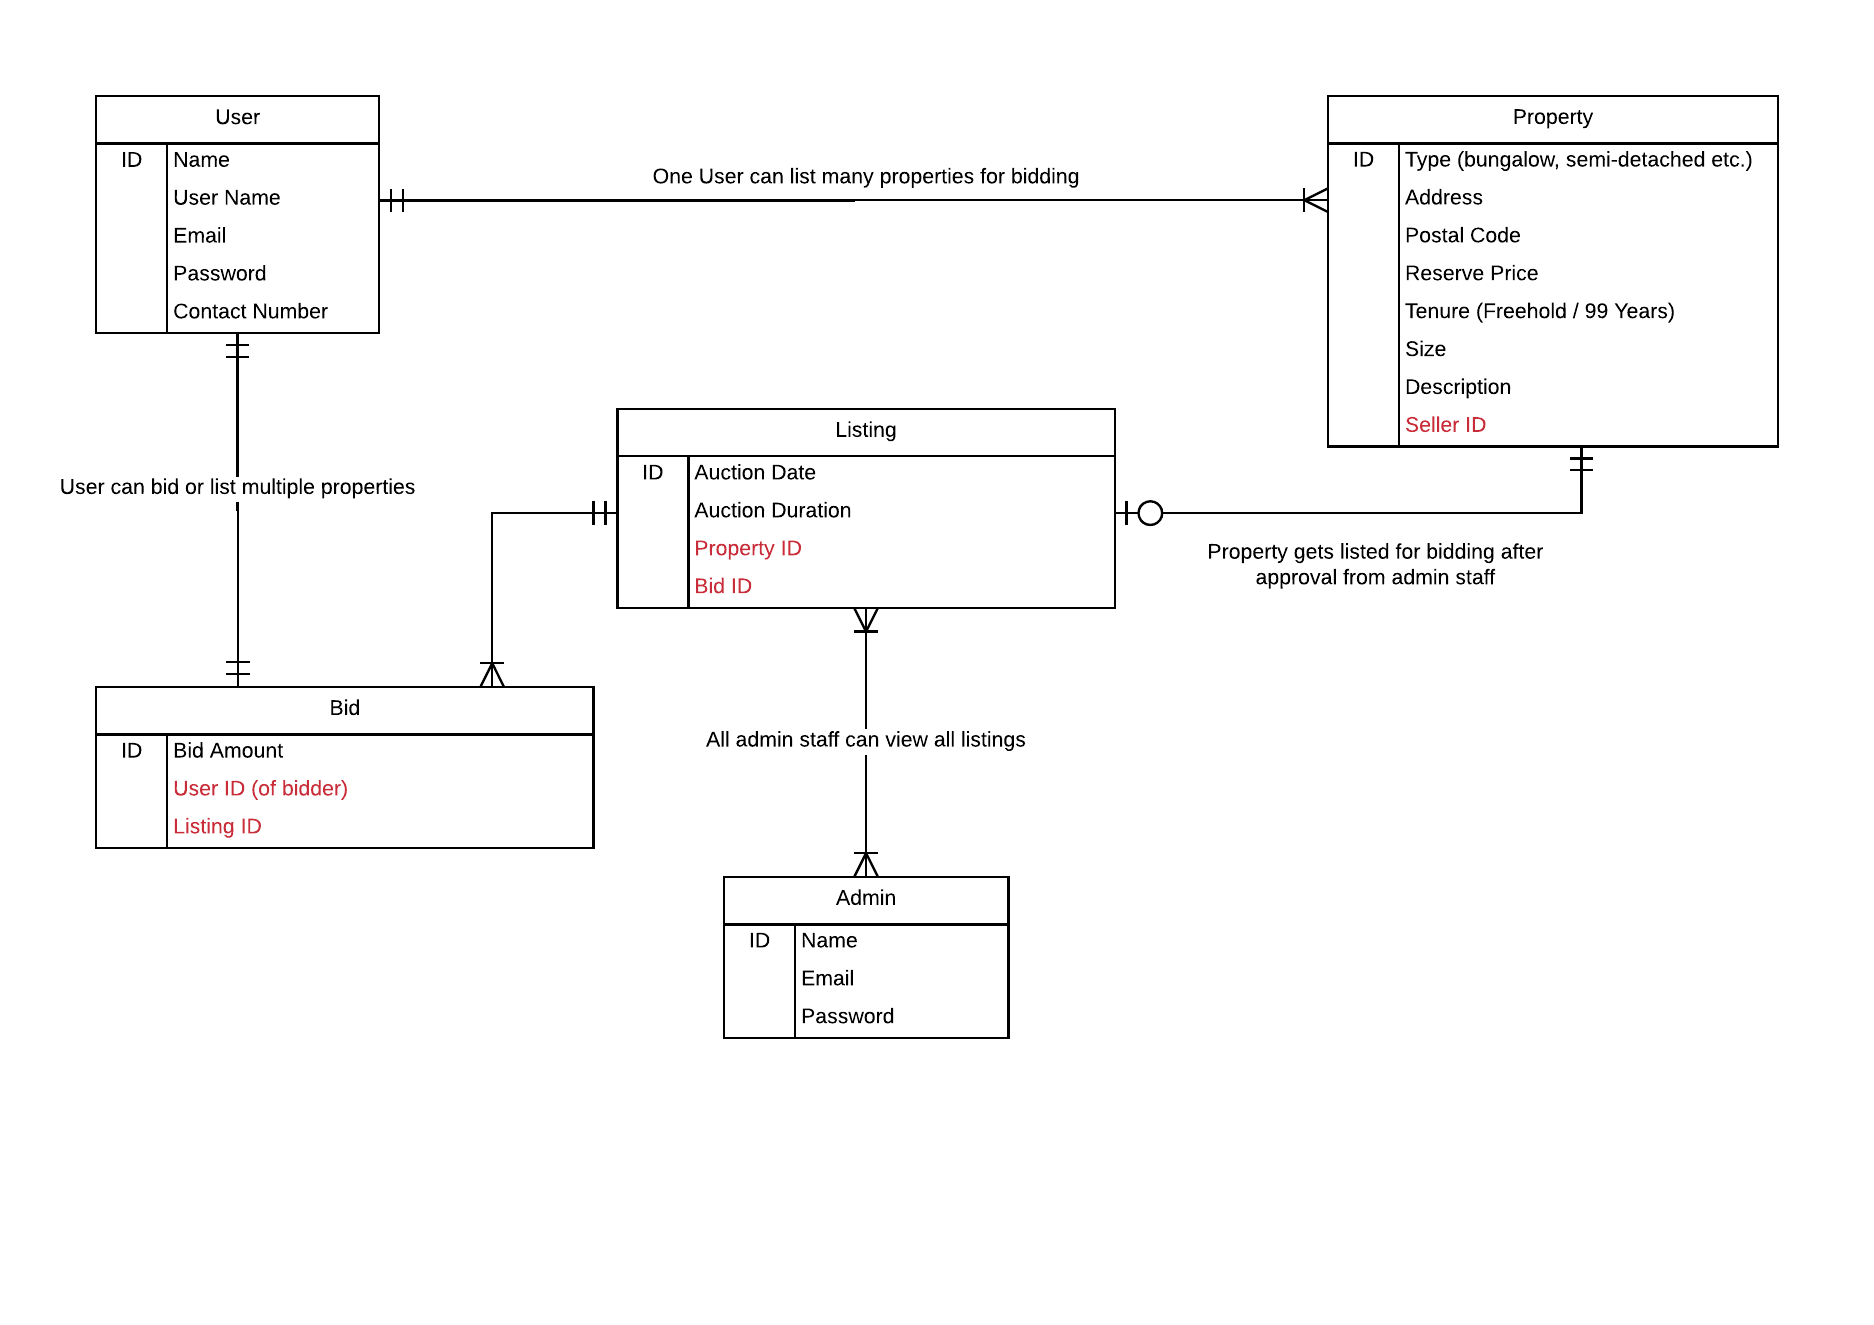 User
ID
Name
User Name
Email
Password
Contact Number
One User can list many properties for bidding
Property
ID
Type (bungalow, semi-detached etc.)
Address
Postal Code
Reserve Price
Tenure (Freehold / 99 Years)
Size
Description
Seller ID
User can bid or list multiple properties
Listing
ID
Auction Date
Auction Duration
Property ID
Bid ID
Property gets listed for bidding after
approval from admin staff
Bid
ID
Bid Amount
User ID (of bidder)
Listing ID
All admin staff can view all listings
Admin
ID
Name
Email
Password